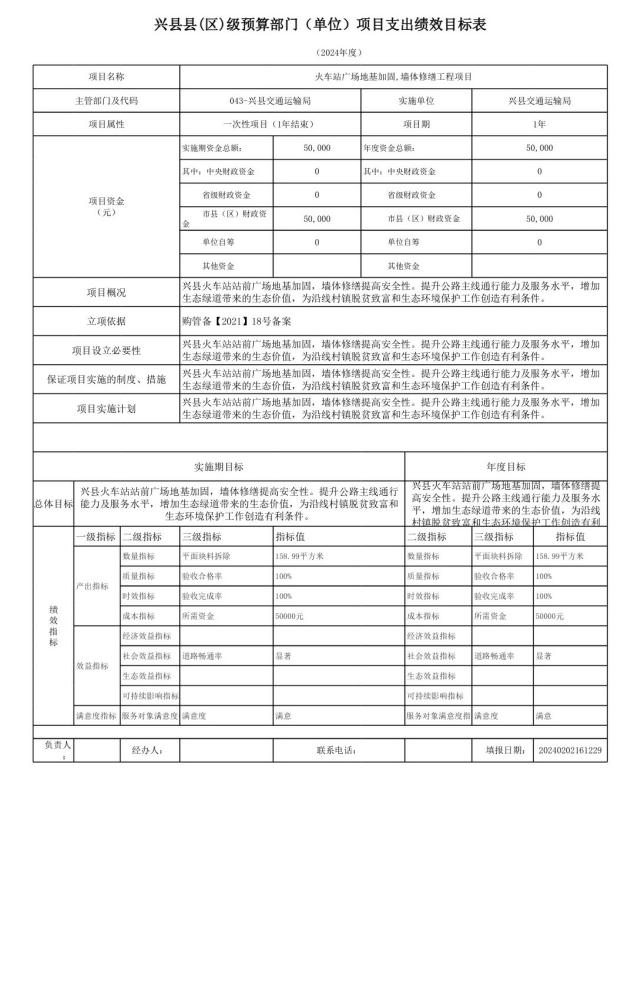 兴县县(区)级预算部门（单位）项目支出绩效目标表
（2024年度）
项目名称 火车站广场地基加固,墙体修缮工程项目
主管部门及代码 043-兴县交通运输局 实施单位 兴县交通运输局
项目属性 一次性项目（1年结束） 项目期 1年
项目资金
（元）
实施期资金总额： 50,000 年度资金总额： 50,000
其中：中央财政资金 0 其中：中央财政资金 0
省级财政资金 0 省级财政资金 0
市县（区）财政资
金 50,000 市县（区）财政资金 50,000
单位自筹 0 单位自筹 0
其他资金 其他资金
项目概况 兴县火车站站前广场地基加固，墙体修缮提高安全性。提升公路主线通行能力及服务水平，增加
生态绿道带来的生态价值，为沿线村镇脱贫致富和生态环境保护工作创造有利条件。
立项依据 购管备【2021】18号备案
项目设立必要性 兴县火车站站前广场地基加固，墙体修缮提高安全性。提升公路主线通行能力及服务水平，增加
生态绿道带来的生态价值，为沿线村镇脱贫致富和生态环境保护工作创造有利条件。
保证项目实施的制度、措施 兴县火车站站前广场地基加固，墙体修缮提高安全性。提升公路主线通行能力及服务水平，增加
生态绿道带来的生态价值，为沿线村镇脱贫致富和生态环境保护工作创造有利条件。
项目实施计划 兴县火车站站前广场地基加固，墙体修缮提高安全性。提升公路主线通行能力及服务水平，增加
生态绿道带来的生态价值，为沿线村镇脱贫致富和生态环境保护工作创造有利条件。
实施期目标 年度目标
总体目标
兴县火车站站前广场地基加固，墙体修缮提高安全性。提升公路主线通行
能力及服务水平，增加生态绿道带来的生态价值，为沿线村镇脱贫致富和
生态环境保护工作创造有利条件。
兴县火车站站前广场地基加固，墙体修缮提
高安全性。提升公路主线通行能力及服务水
平，增加生态绿道带来的生态价值，为沿线
村镇脱贫致富和生态环境保护工作创造有利
绩效指标
一级指标 二级指标 三级指标 指标值 二级指标 三级指标 指标值
产出指标
数量指标 平面块料拆除 158.99平方米 数量指标 平面块料拆除 158.99平方米
质量指标 验收合格率 100% 质量指标 验收合格率 100%
时效指标 验收完成率 100% 时效指标 验收完成率 100%
成本指标 所需资金 50000元 成本指标 所需资金 50000元
效益指标
经济效益指标 经济效益指标
社会效益指标 道路畅通率 显著 社会效益指标 道路畅通率 显著
生态效益指标 生态效益指标
可持续影响指标 可持续影响指标
满意度指标 服务对象满意度 满意度 满意 服务对象满意度指 满意度 满意
负责人
： 经办人： 联系电话： 填报日期： 20240202161229